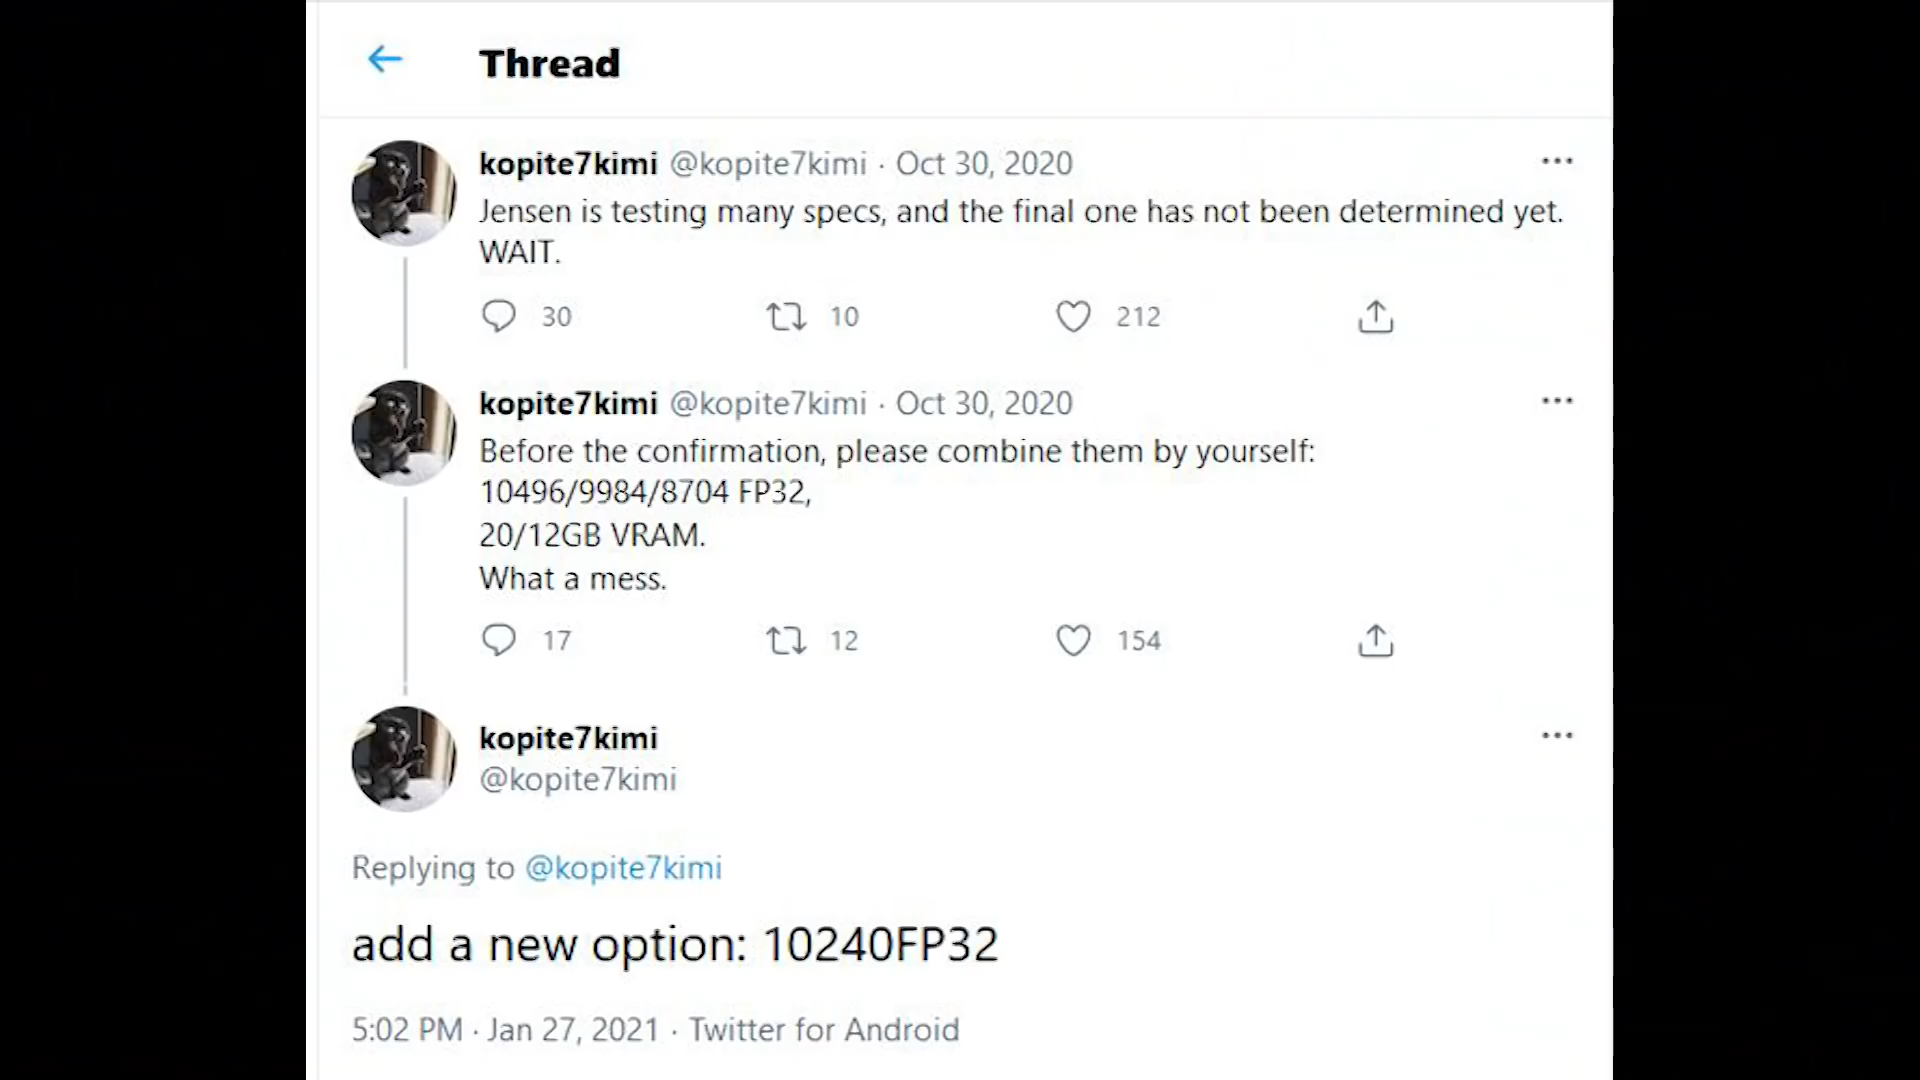 Thread
kopite7kimi @kopite7kimi · Oct 30, 2020
Jensen is testing many specs, and the final one has not been determined yet.
WAIT.
30 10 212
kopite7kimi @kopite7kimi · Oct 30, 2020
Before the confirmation, please combine them by yourself:
10496/9984/8704 FP32,
20/12GB VRAM.
What a mess.
17 12 154
kopite7kimi
@kopite7kimi
Replying to @kopite7kimi
add a new option: 10240FP32
5:02 PM · Jan 27, 2021 · Twitter for Android